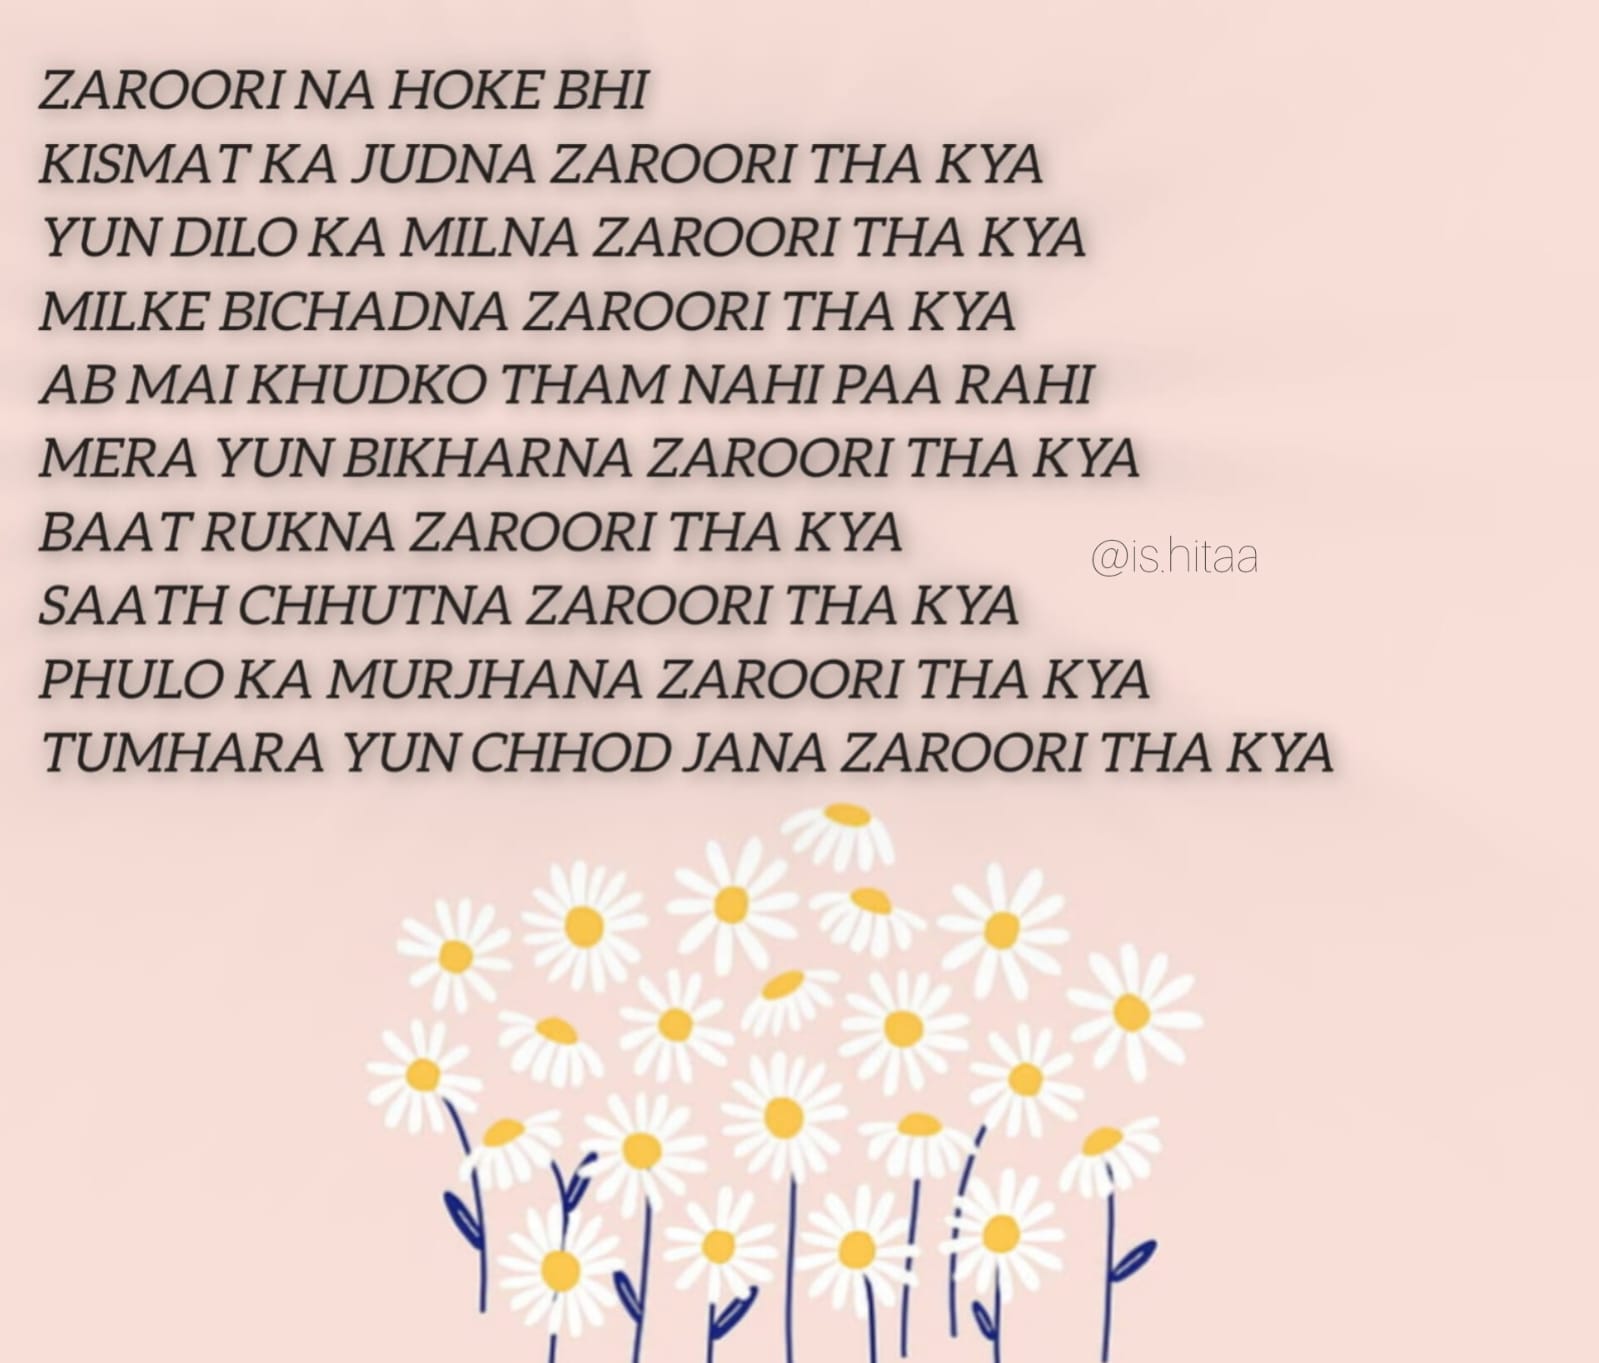 ZAROORI NA HOKE BHI
KISMAT KA JUDNA ZAROORI THA KYA
YUN DILO KA MILNA ZAROORI THA KYA
MILKE BICHADNA ZAROORI THA KYA
AB MAI KHUDKO THAM NAHI PAA RAHI
MERA YUN BIKHARNA ZAROORI THA KYA
BAAT RUKNA ZAROORI THA KYA
@is.hitaa
SAATH CHHUTNA ZAROORI THA KYA
PHULO KA MURJHANA ZAROORI THA KYA
TUMHARA YUN CHHOD JANA ZAROORI THA KYA